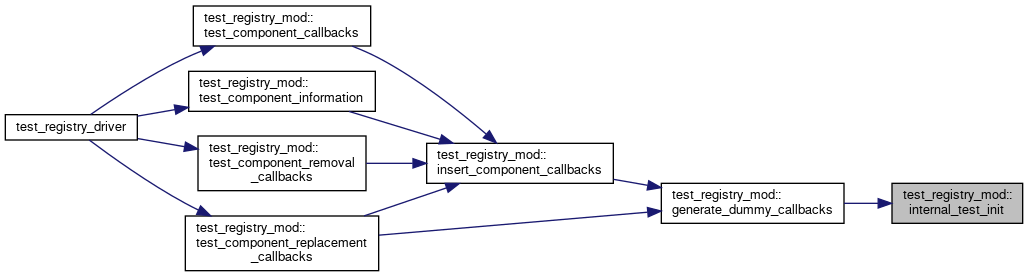 test_registry_mod::
test_component_callbacks
test_registry_mod::
test_component_information
test_registry_driver
test_registry_mod::
test_component_removal
_callbacks
test_registry_mod::
insert_component_callbacks
test_registry_mod::
generate_dummy_callbacks
test_registry_mod::
internal_test_init
test_registry_mod::
test_component_replacement
_callbacks